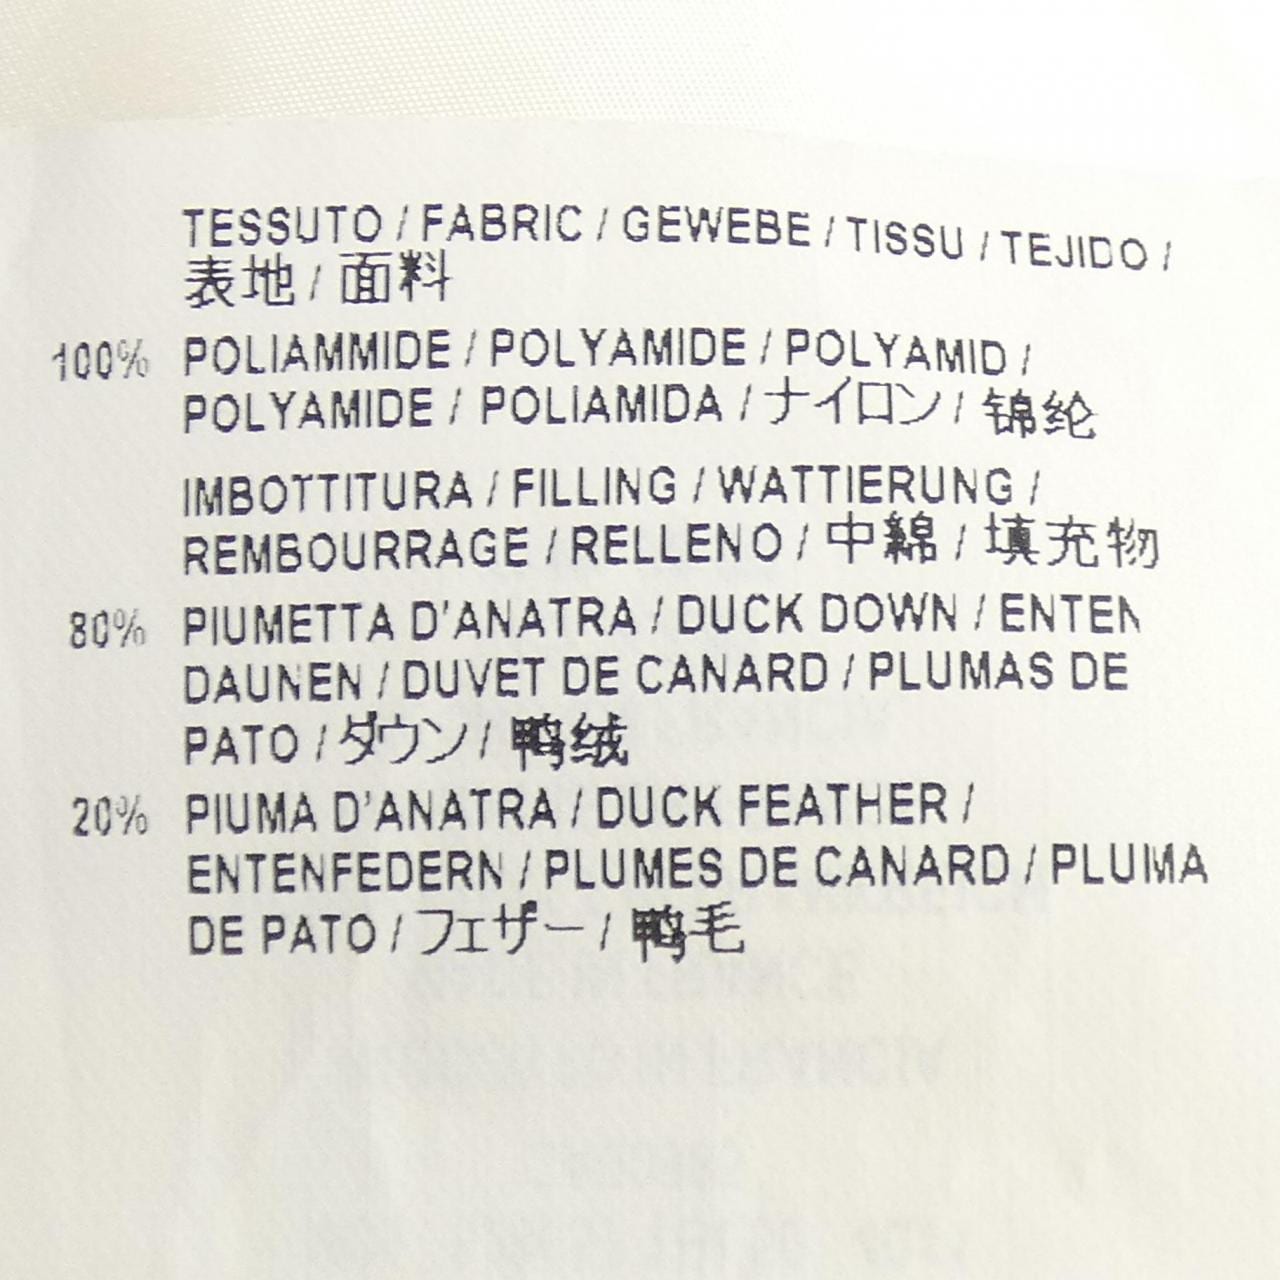 TESSUTO / FABRIC / GEWEBE / TISSU / TEJIDO /
表地 / 面料
100% POLIAMMIDE / POLYAMIDE / POLYAMID /
POLYAMIDE / POLIAMIDA / ナイロン / 锦纶
IMBOTTITURA / FILLING / WATTIERUNG /
REMBOURRAGE / RELLENO / 中綿 / 填充物
80% PIUMETTA D'ANATRA / DUCK DOWN / ENTEN
DAUNEN / DUVET DE CANARD / PLUMAS DE
PATO / ダウン / 鸭绒
20% PIUMA D'ANATRA / DUCK FEATHER /
ENTENFEDERN / PLUMES DE CANARD / PLUMA
DE PATO / フェザー / 鸭毛